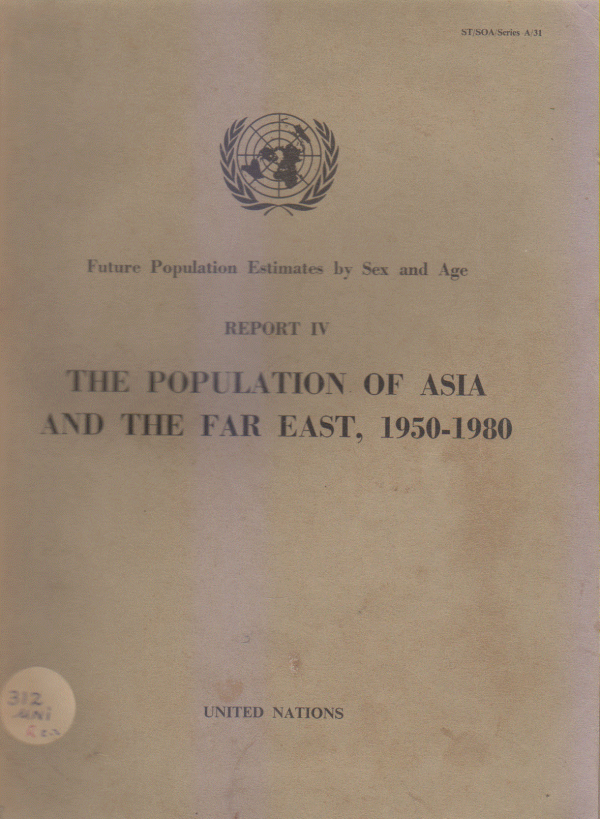 ST/SOA/Series A/31
Future Population Estimates by Sex and Age
REPORT IV
THE POPULATION OF ASIA
AND THE FAR EAST, 1950-1980
312
UNI
UNITED NATIONS